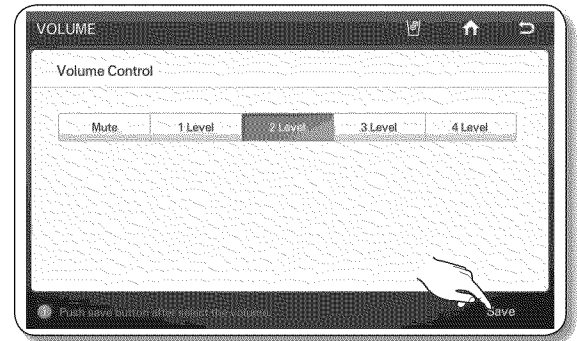 VOLUME
Volume Control
Mute
1 Level
2 Level
3 Level
4 Level
Push save button after select the volume.
Save